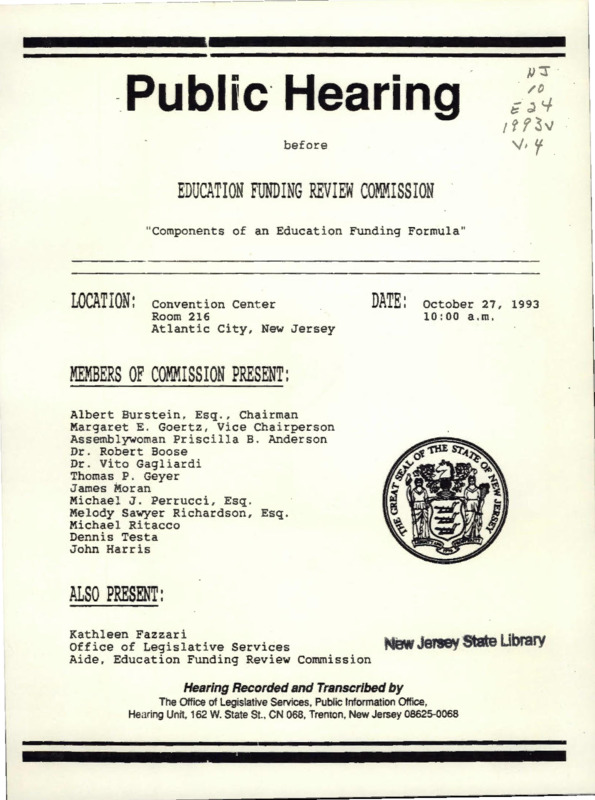 Public Hearing
NJ
10
E24
1993v
V.4
before
EDUCATION FUNDING REVIEW COMMISSION
"Components of an Education Funding Formula"
LOCATION: Convention Center
Room 216
Atlantic City, New Jersey
DATE: October 27, 1993
10:00 a.m.
MEMBERS OF COMMISSION PRESENT:
Albert Burstein, Esq., Chairman
Margaret E. Goertz, Vice Chairperson
Assemblywoman Priscilla B. Anderson
Dr. Robert Boose
Dr. Vito Gagliardi
Thomas P. Geyer
James Moran
Michael J. Perrucci, Esq.
Melody Sawyer Richardson, Esq.
Michael Ritacco
Dennis Testa
John Harris
THE GREAT SEAL OF THE STATE OF NEW JERSEY
ALSO PRESENT:
Kathleen Fazzari
Office of Legislative Services
Aide, Education Funding Review Commission
New Jersey State Library
Hearing Recorded and Transcribed by
The Office of Legislative Services, Public Information Office,
Hearing Unit, 162 W. State St., CN 068, Trenton, New Jersey 08625-0068